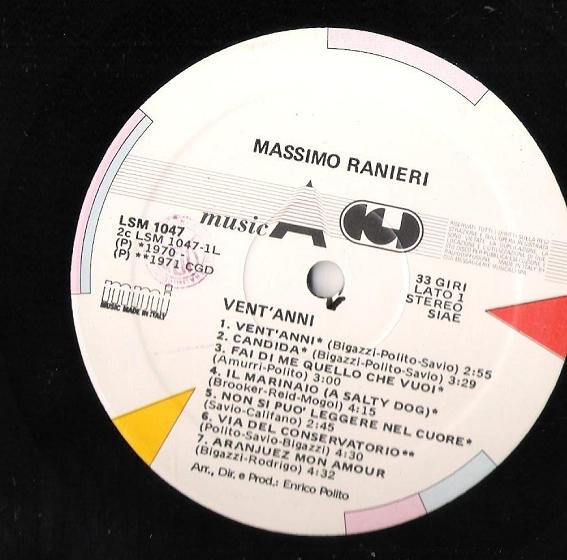 MASSIMO RANIERI
music A
CGD
LSM 1047
2c LSM 1047-1L
(P) *1970 -
(P) **1971 CGD
MUSIC MADE IN ITALY
33 GIRI
LATO 1
STEREO
SIAE
VENT'ANNI
1. VENT'ANNI* (Bigazzi-Polito-Savio) 2:55
2. CANDIDA* (Bigazzi-Polito-Savio) 3:29
3. FAI DI ME QUELLO CHE VUOI*
(Annurri-Polito) 3:00
4. IL MARINAIO (A SALTY DOG)*
(Brooker-Reid-Mogol) 4:15
5. NON SI PUO' LEGGERE NEL CUORE*
(Savio-Califano) 2:45
6. VIA DEL CONSERVATORIO**
(Polito-Savio-Bigazzi) 4:30
7. ARANJUEZ MON AMOUR
(Bigazzi-Rodrigo) 4:32
Arr., Dir. e Prod.: Enrico Polito